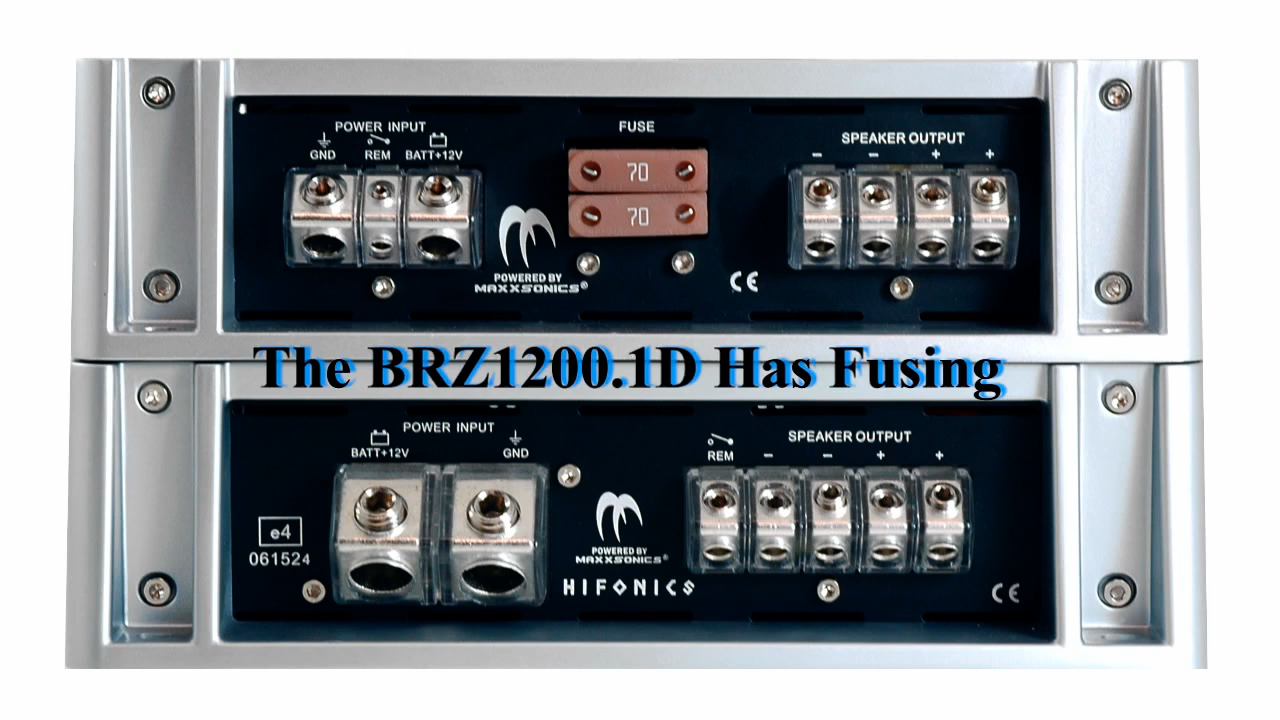 POWER INPUT
GND REM BATT+12V
FUSE
70
70
SPEAKER OUTPUT
− − + +
POWERED BY
MAXXSONICS®
CE
The BRZ1200.1D Has Fusing
POWER INPUT
BATT+12V GND
e4
061524
POWERED BY
MAXXSONICS®
HIFONICS
REM
SPEAKER OUTPUT
− − + +
CE